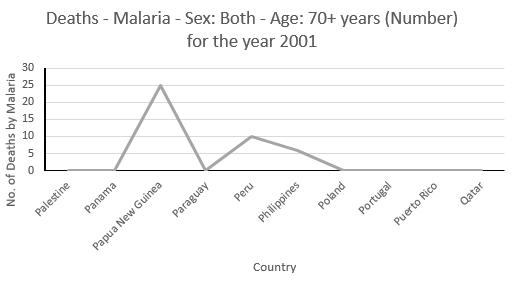 Deaths - Malaria - Sex: Both - Age: 70+ years (Number)
for the year 2001
No. of Deaths by Malaria
30
25
20
15
10
5
0
Palestine
Panama
Papua New Guinea
Paraguay
Peru
Philippines
Poland
Portugal
Puerto Rico
Qatar
Country